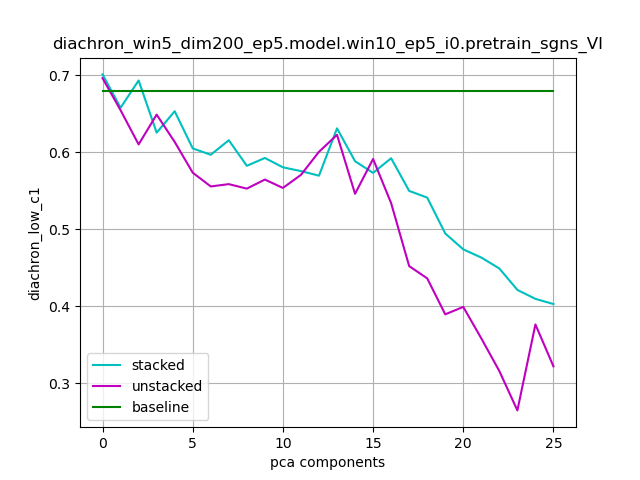 diachron_win5_dim200_ep5.model.win10_ep5_i0.pretrain_sgns_VI
0.7
0.6
0.5
0.4
0.3
diachron_low_c1
stacked
unstacked
baseline
0 5 10 15 20 25
pca components